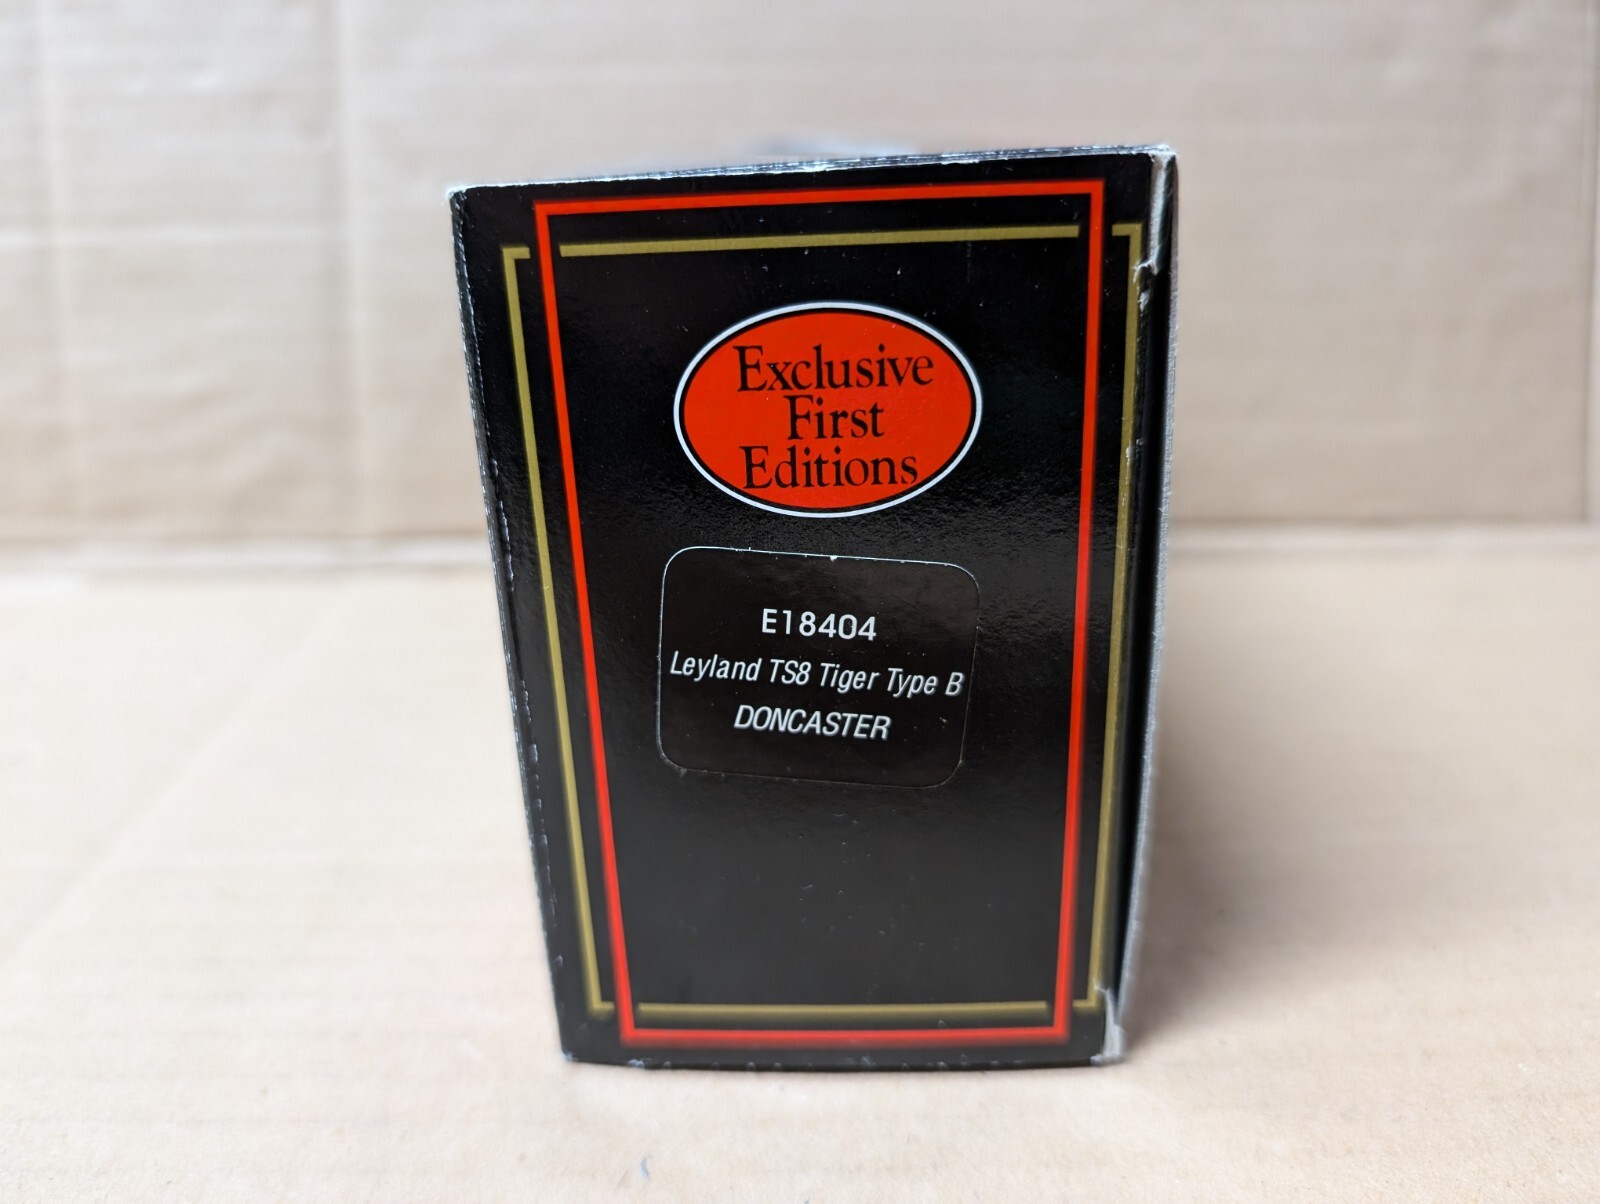 Exclusive
First
Editions
E18404
Leyland TS8 Tiger Type B
DONCASTER